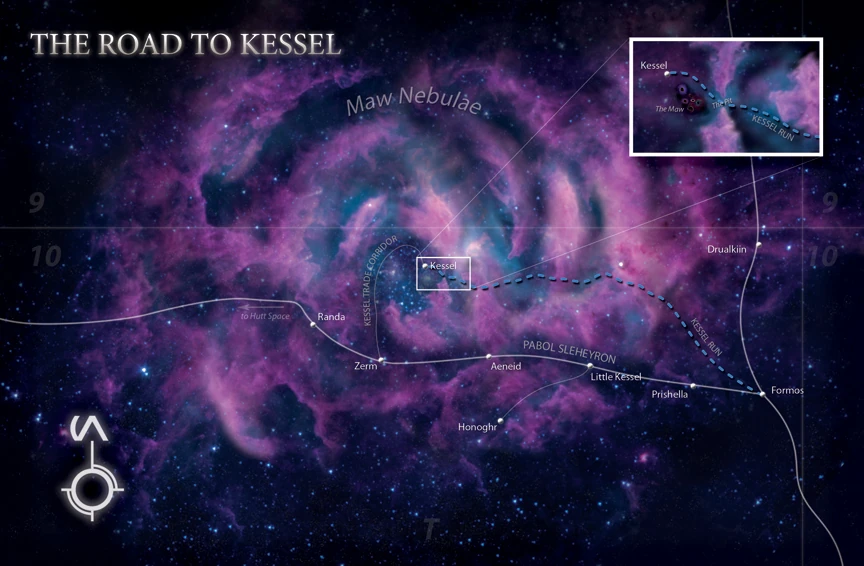 THE ROAD TO KESSEL
Maw Nebulae
Kessel
The Maw
The Pit
KESSEL RUN
9
9
10
10
Drualkiin
KESSEL TRADE CORRIDOR
Kessel
to Hutt Space
Randa
KESSEL RUN
PABOL SLEHEYRON
Zerm
Aeneid
Little Kessel
Prishella
Formos
Honoghr
T